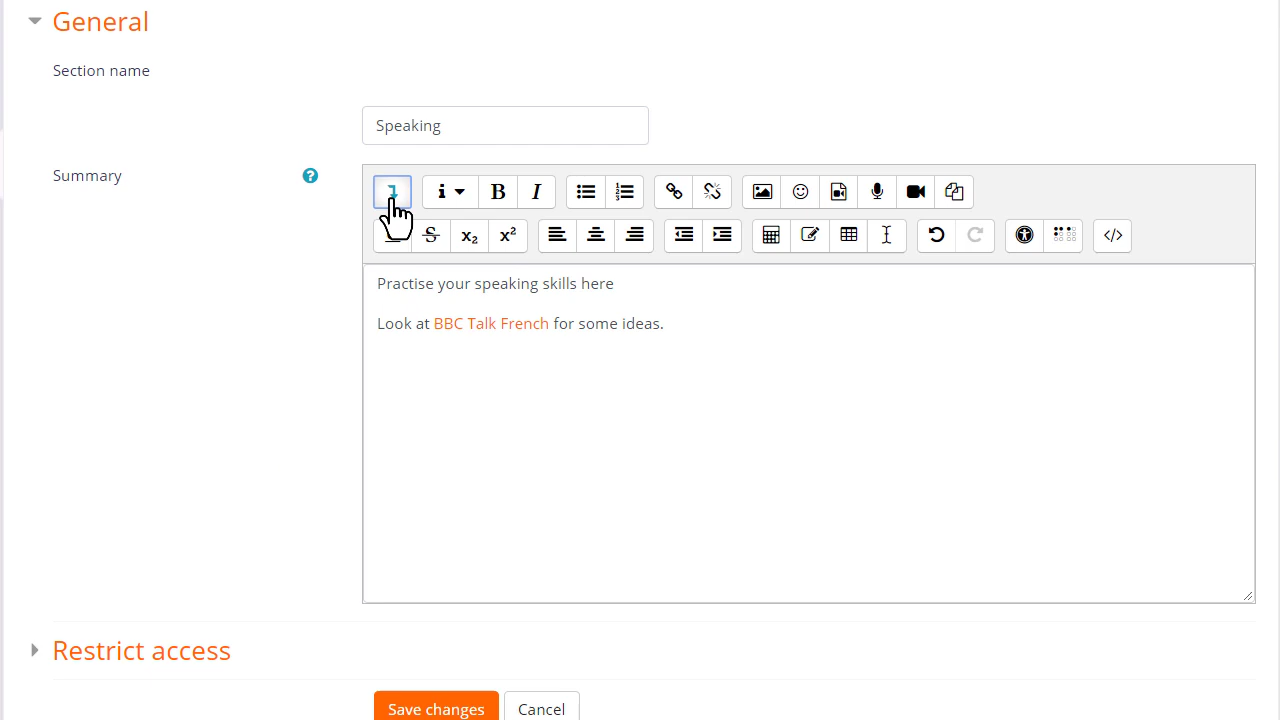 General
Section name
Speaking
Summary
Practise your speaking skills here
Look at BBC Talk French for some ideas.
Restrict access
Save changes
Cancel